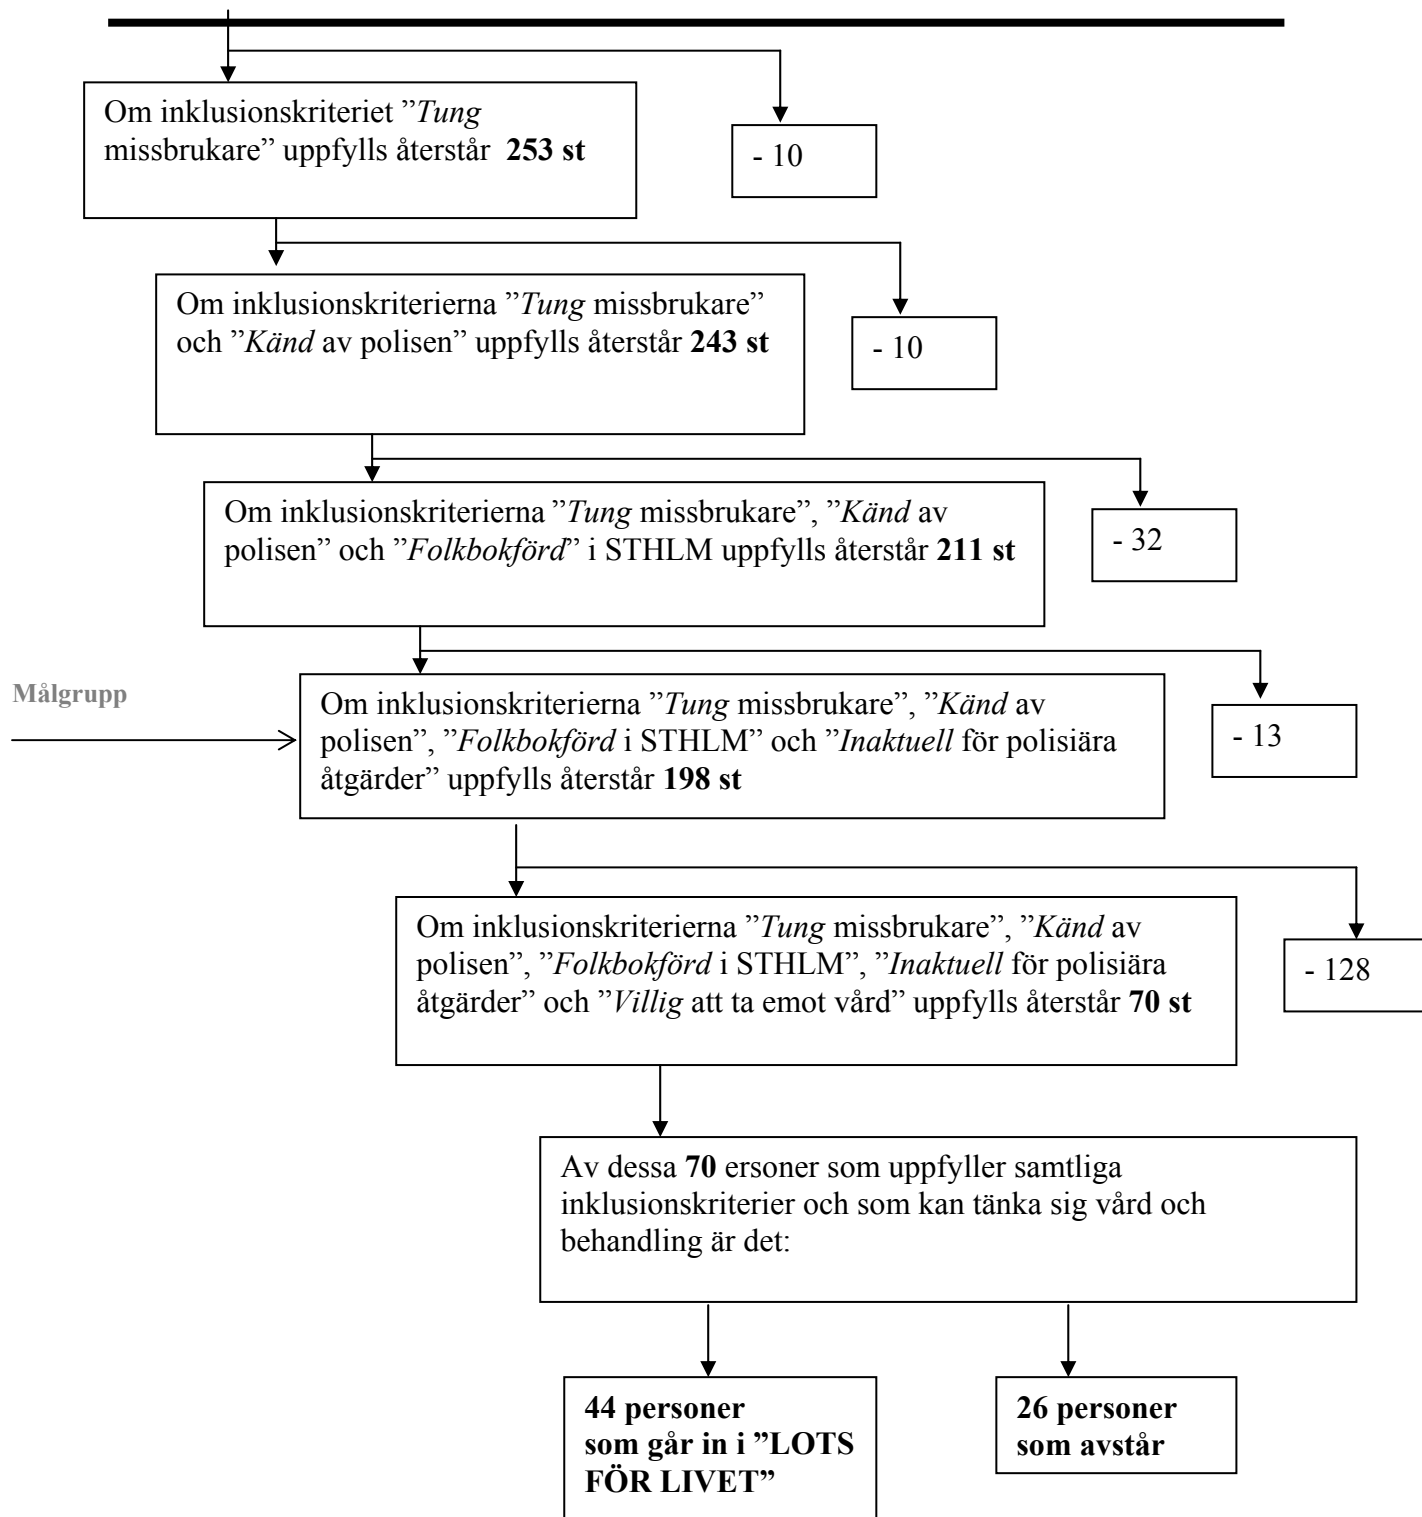 Om inklusionskriteriet ”Tung
missbrukare” uppfylls återstår 253 st
- 10
Om inklusionskriterierna ”Tung missbrukare”
och ”Känd av polisen” uppfylls återstår 243 st
- 10
Om inklusionskriterierna ”Tung missbrukare”, ”Känd av
polisen” och ”Folkbokförd” i STHLM uppfylls återstår 211 st
- 32
Målgrupp
Om inklusionskriterierna ”Tung missbrukare”, ”Känd av
polisen”, ”Folkbokförd i STHLM” och ”Inaktuell för polisiära
åtgärder” uppfylls återstår 198 st
- 13
Om inklusionskriterierna ”Tung missbrukare”, ”Känd av
polisen”, ”Folkbokförd i STHLM”, ”Inaktuell för polisiära
åtgärder” och ”Villig att ta emot vård” uppfylls återstår 70 st
- 128
Av dessa 70 ersoner som uppfyller samtliga
inklusionskriterier och som kan tänka sig vård och
behandling är det:
44 personer
som går in i ”LOTS
FÖR LIVET”
26 personer
som avstår